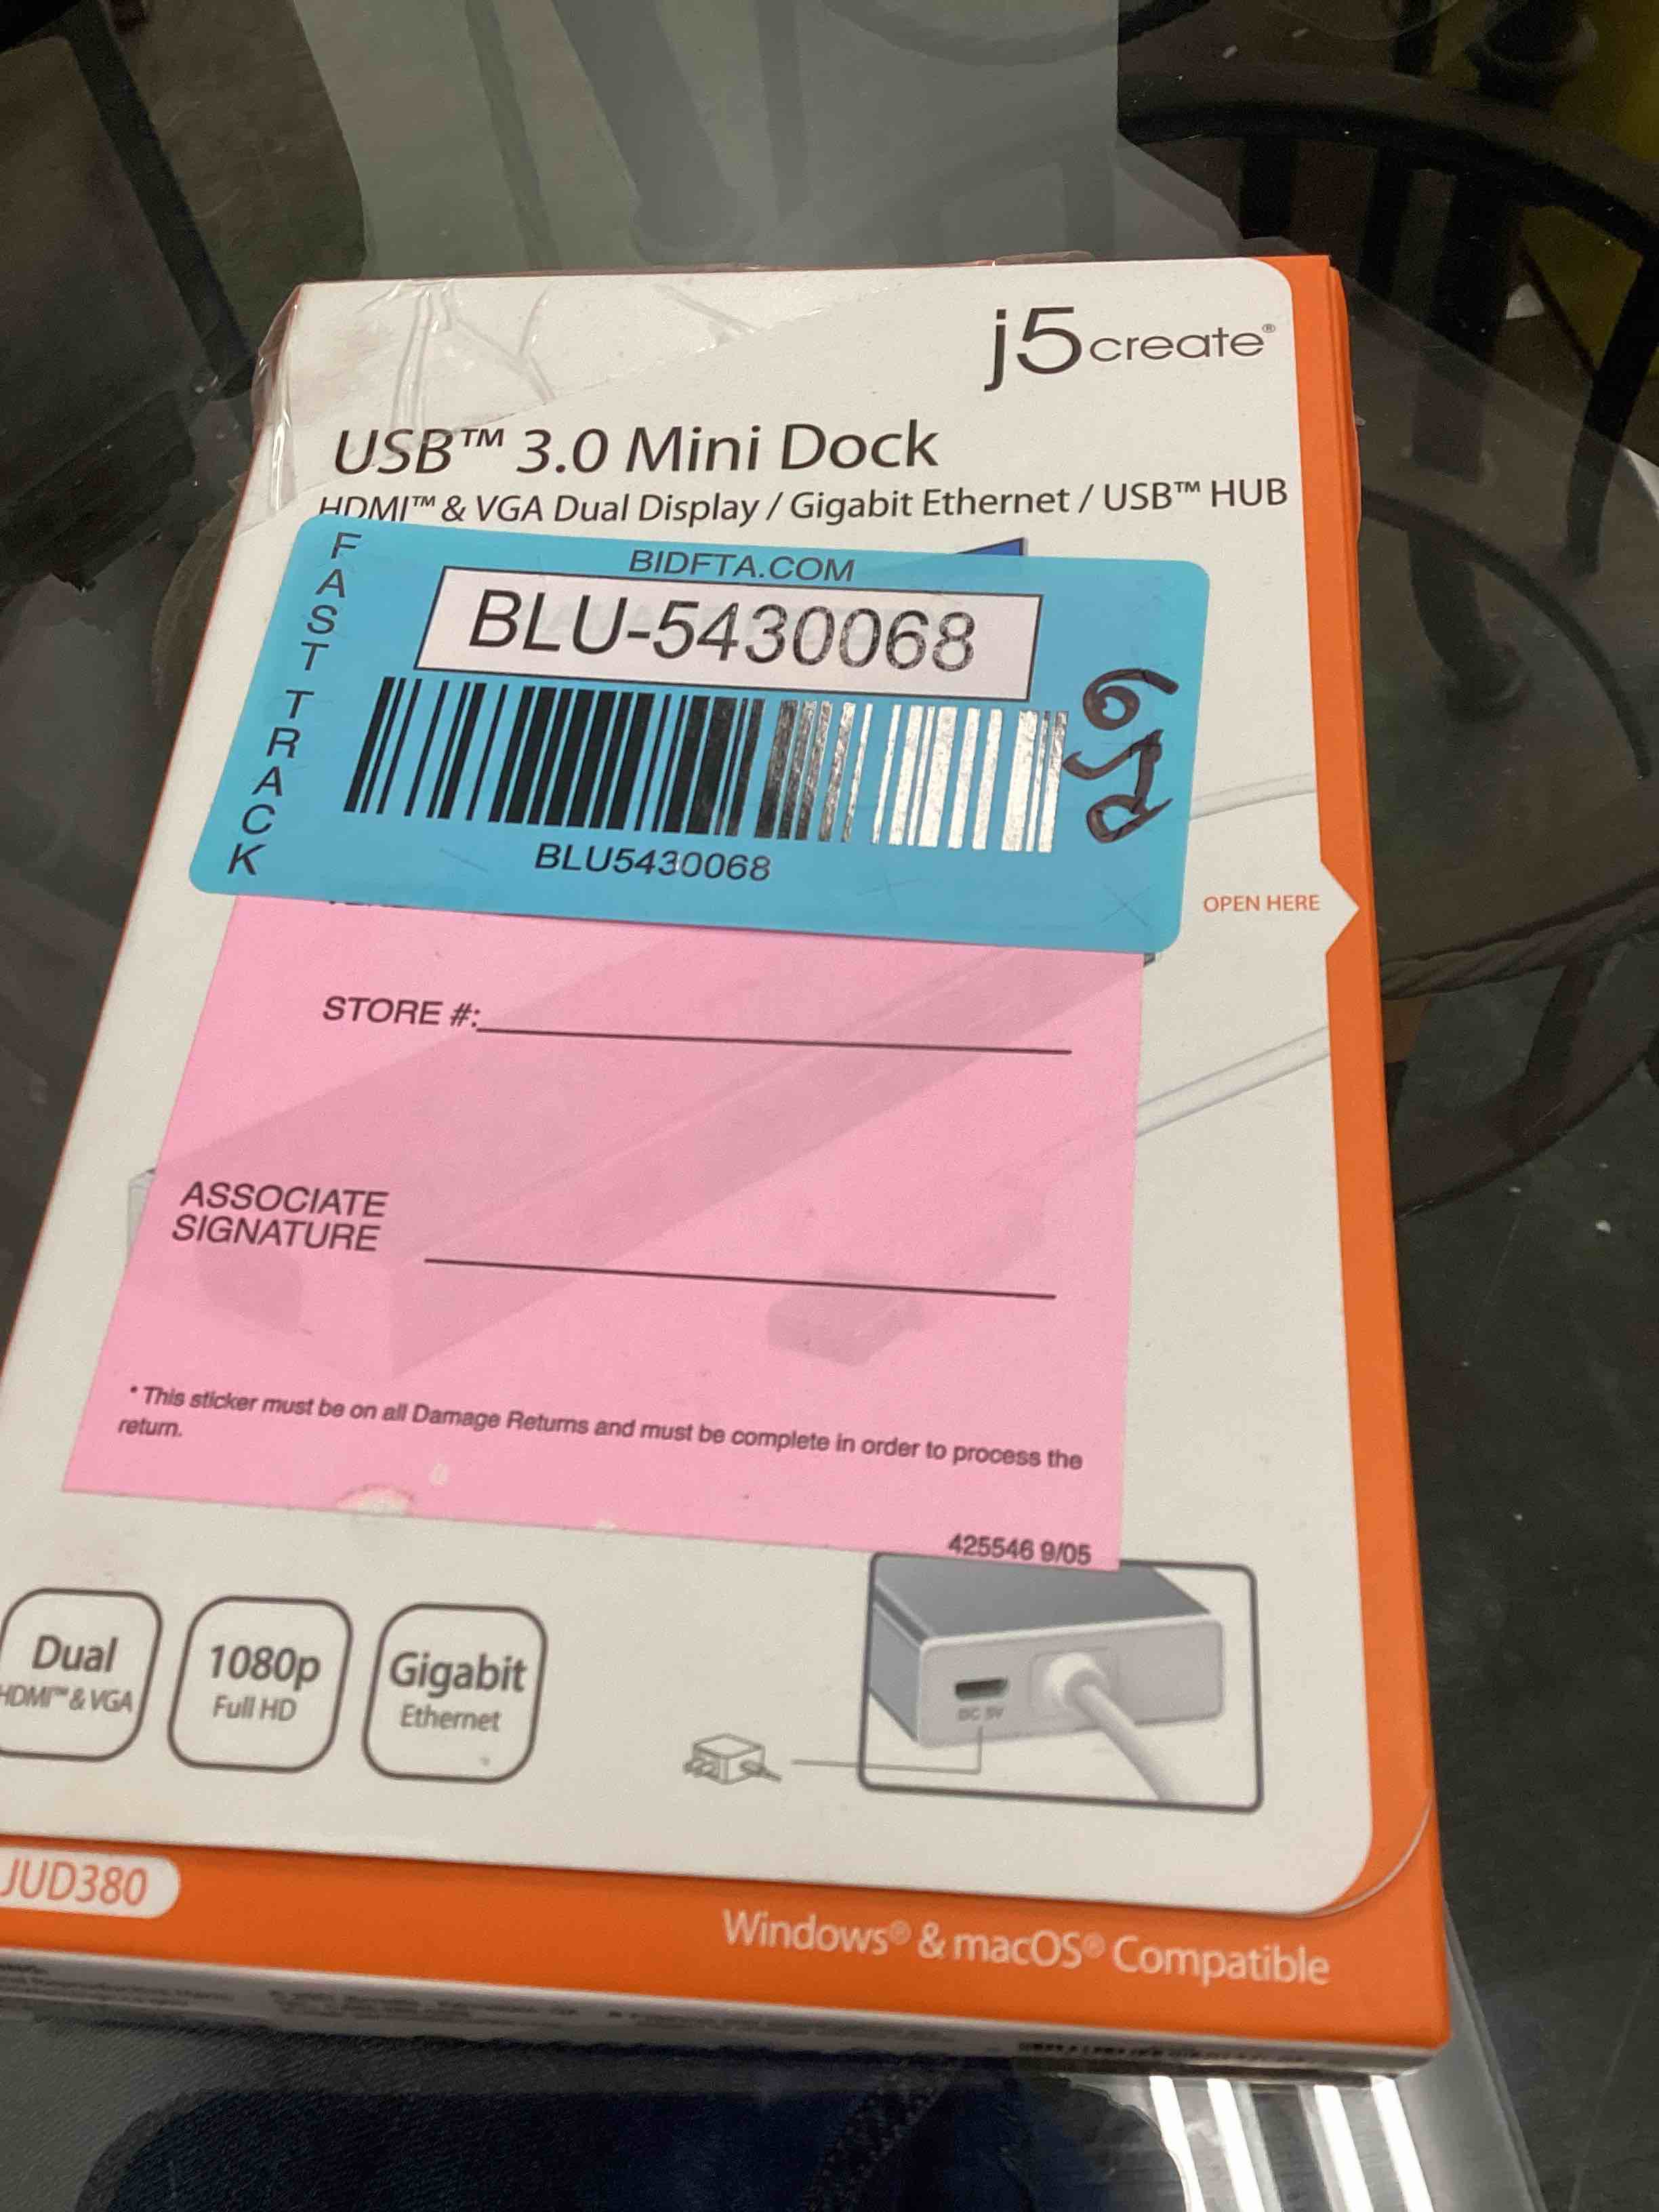 j5create®
USB™ 3.0 Mini Dock
HDMI™ & VGA Dual Display / Gigabit Ethernet / USB™ HUB
FAST TRACK
BIDFTA.COM
BLU-5430068
BLU5430068
OPEN HERE
STORE #:
ASSOCIATE
SIGNATURE
* This sticker must be on all Damage Returns and must be complete in order to process the
return.
425546 9/05
Dual
HDMI™ & VGA
1080p
Full HD
Gigabit
Ethernet
DC 5V
JUD380
Windows® & macOS® Compatible